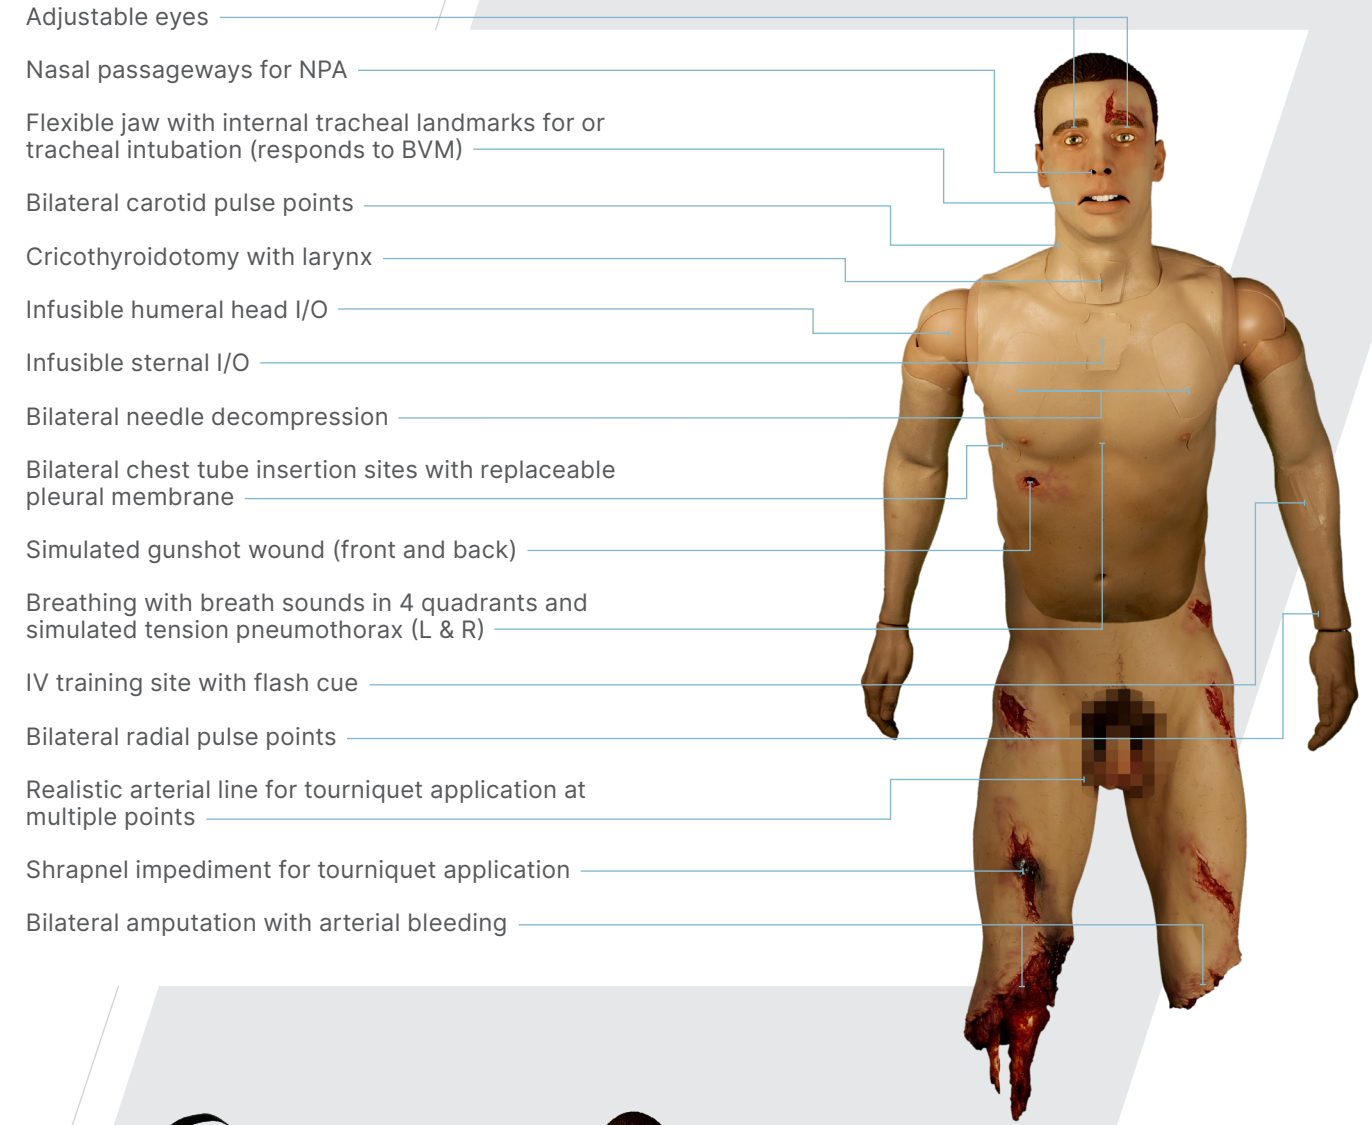 Adjustable eyes
Nasal passageways for NPA
Flexible jaw with internal tracheal landmarks for or
tracheal intubation (responds to BVM)
Bilateral carotid pulse points
Cricothyroidotomy with larynx
Infusible humeral head I/O
Infusible sternal I/O
Bilateral needle decompression
Bilateral chest tube insertion sites with replaceable
pleural membrane
Simulated gunshot wound (front and back)
Breathing with breath sounds in 4 quadrants and
simulated tension pneumothorax (L & R)
IV training site with flash cue
Bilateral radial pulse points
Realistic arterial line for tourniquet application at
multiple points
Shrapnel impediment for tourniquet application
Bilateral amputation with arterial bleeding